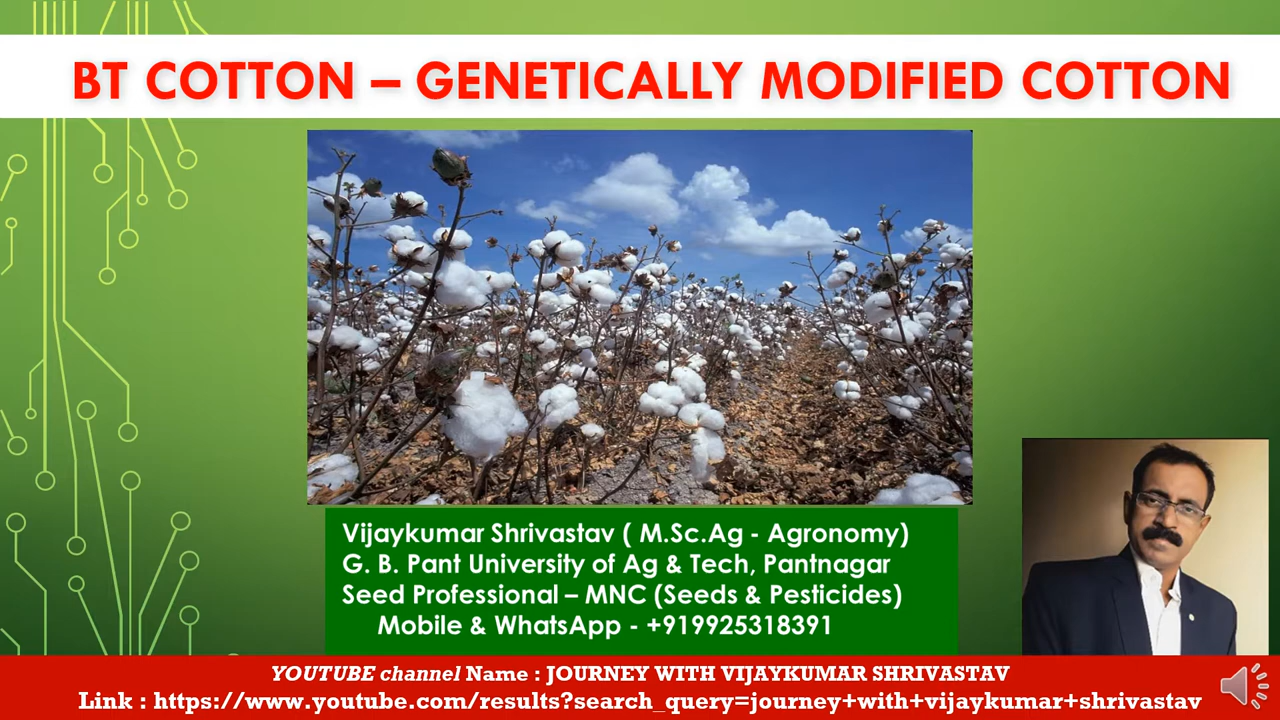 BT COTTON – GENETICALLY MODIFIED COTTON
Vijaykumar Shrivastav ( M.Sc.Ag - Agronomy)
G. B. Pant University of Ag & Tech, Pantnagar
Seed Professional – MNC (Seeds & Pesticides)
Mobile & WhatsApp - +919925318391
YOUTUBE channel Name : JOURNEY WITH VIJAYKUMAR SHRIVASTAV
Link : https://www.youtube.com/results?search_query=journey+with+vijaykumar+shrivastav